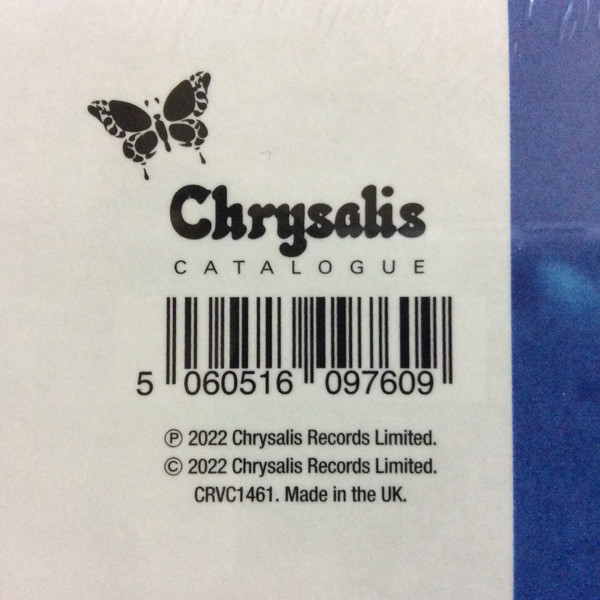 Chrysalis
CATALOGUE
5 060516 097609
℗ 2022 Chrysalis Records Limited.
© 2022 Chrysalis Records Limited.
CRVC1461. Made in the UK.